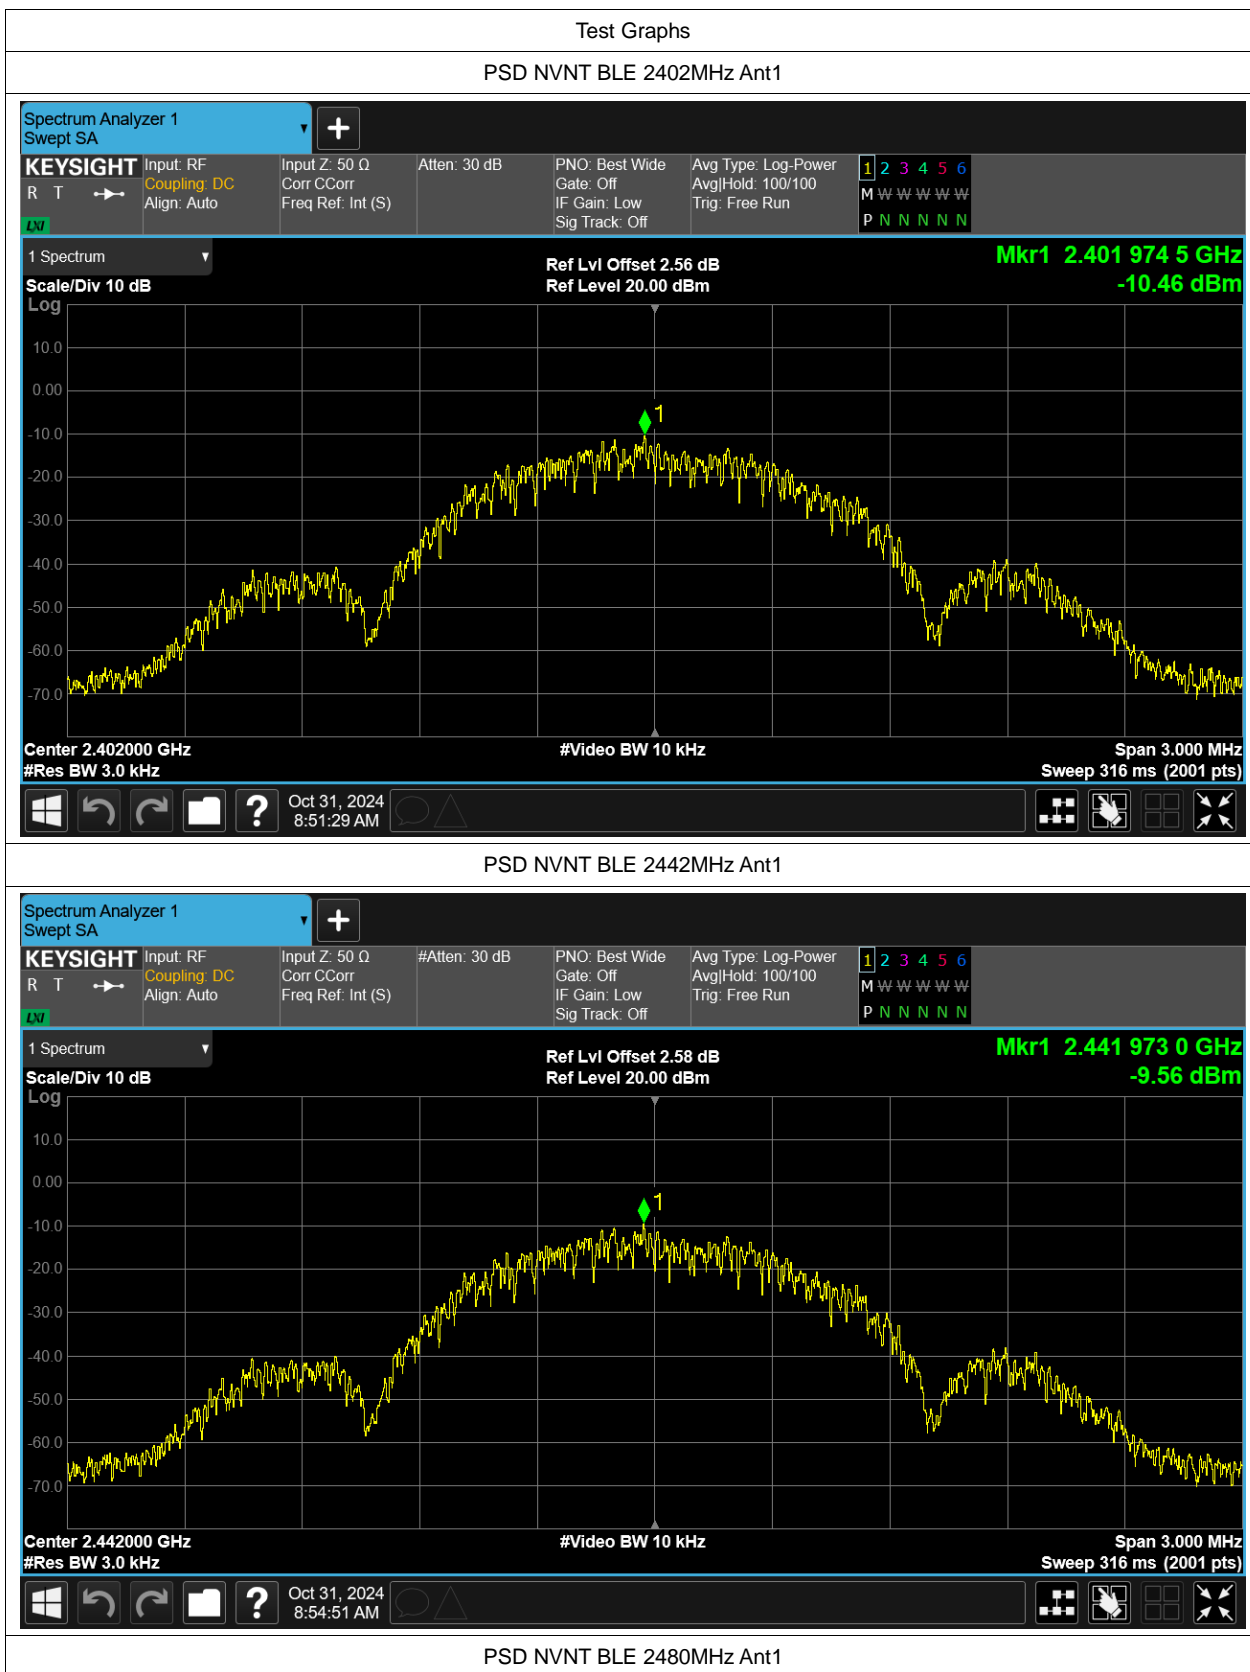 Test Graphs
PSD NVNT BLE 2402MHz Ant1
Spectrum Analyzer 1
Swept SA
KEYSIGHT
R T
LXI
Input: RF
Coupling: DC
Align: Auto
Input Z: 50 Ω
Corr CCorr
Freq Ref: Int (S)
Atten: 30 dB
PNO: Best Wide
Gate: Off
IF Gain: Low
Sig Track: Off
Avg Type: Log-Power
Avg|Hold: 100/100
Trig: Free Run
1 2 3 4 5 6
M W W W W W
P N N N N N
1 Spectrum
Scale/Div 10 dB
Log
Ref Lvl Offset 2.56 dB
Ref Level 20.00 dBm
Mkr1 2.401 974 5 GHz
-10.46 dBm
10.0
0.00
-10.0
-20.0
-30.0
-40.0
-50.0
-60.0
-70.0
1
Center 2.402000 GHz
#Res BW 3.0 kHz
#Video BW 10 kHz
Span 3.000 MHz
Sweep 316 ms (2001 pts)
?
Oct 31, 2024
8:51:29 AM
PSD NVNT BLE 2442MHz Ant1
Spectrum Analyzer 1
Swept SA
KEYSIGHT
R T
LXI
Input: RF
Coupling: DC
Align: Auto
Input Z: 50 Ω
Corr CCorr
Freq Ref: Int (S)
#Atten: 30 dB
PNO: Best Wide
Gate: Off
IF Gain: Low
Sig Track: Off
Avg Type: Log-Power
Avg|Hold: 100/100
Trig: Free Run
1 2 3 4 5 6
M W W W W W
P N N N N N
1 Spectrum
Scale/Div 10 dB
Log
Ref Lvl Offset 2.58 dB
Ref Level 20.00 dBm
Mkr1 2.441 973 0 GHz
-9.56 dBm
10.0
0.00
-10.0
-20.0
-30.0
-40.0
-50.0
-60.0
-70.0
1
Center 2.442000 GHz
#Res BW 3.0 kHz
#Video BW 10 kHz
Span 3.000 MHz
Sweep 316 ms (2001 pts)
?
Oct 31, 2024
8:54:51 AM
PSD NVNT BLE 2480MHz Ant1